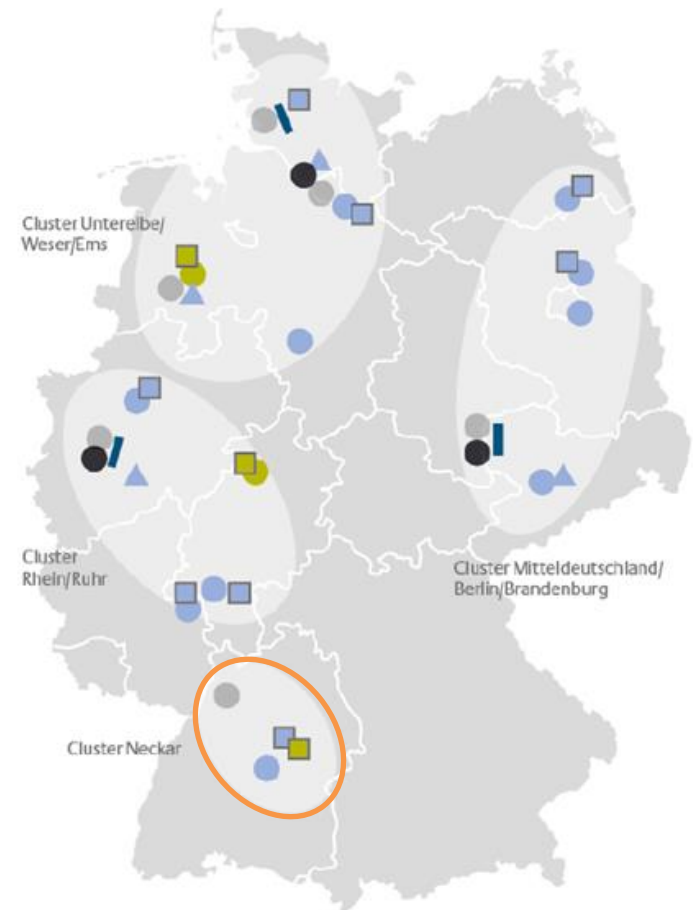 Cluster Unterelbe/
Weser/Ems
Cluster
Rhein/Ruhr
Cluster Mitteldeutschland/
Berlin/Brandenburg
Cluster Neckar